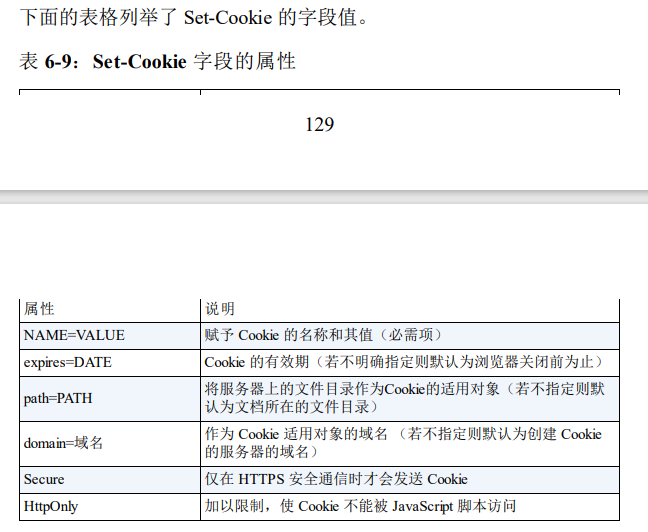 下面的表格列举了 Set-Cookie 的字段值。
表 6-9：Set-Cookie 字段的属性
129
属性 说明
NAME=VALUE 赋予 Cookie 的名称和其值（必需项）
expires=DATE Cookie 的有效期（若不明确指定则默认为浏览器关闭前为止）
path=PATH 将服务器上的文件目录作为Cookie的适用对象（若不指定则默
认为文档所在的文件目录）
domain=域名 作为 Cookie 适用对象的域名 （若不指定则默认为创建 Cookie
的服务器的域名）
Secure 仅在 HTTPS 安全通信时才会发送 Cookie
HttpOnly 加以限制，使 Cookie 不能被 JavaScript 脚本访问